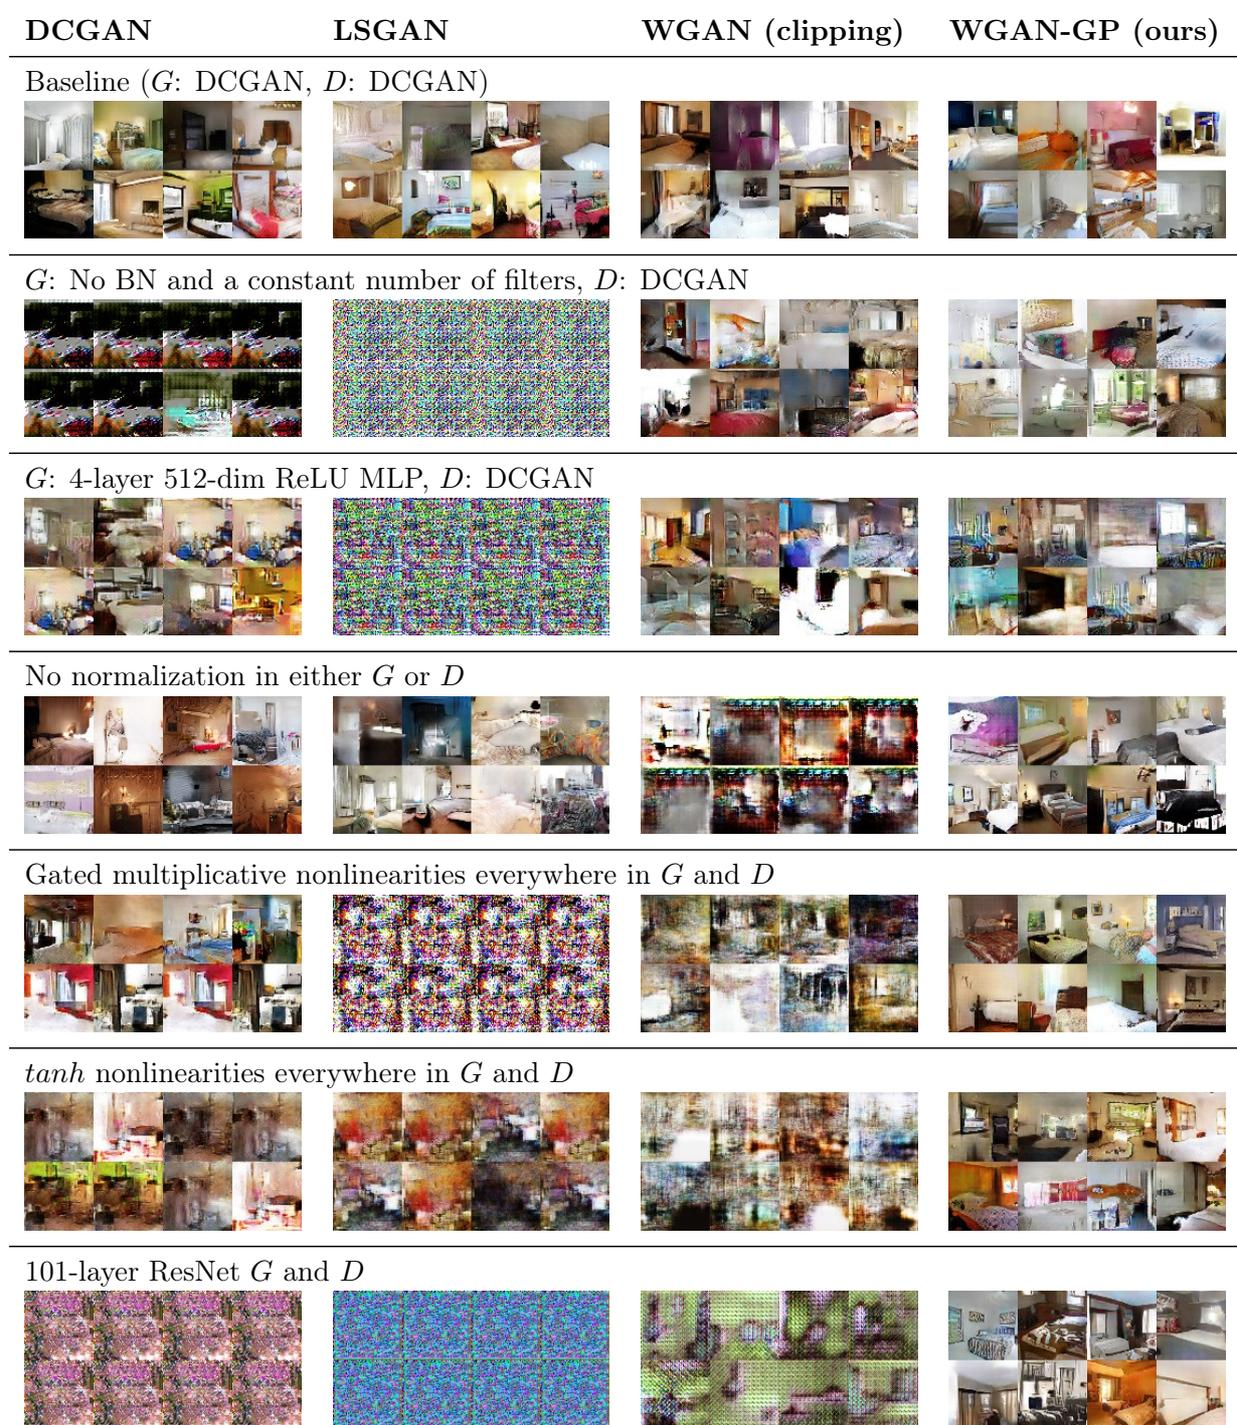 DCGAN LSGAN WGAN (clipping) WGAN-GP (ours)
Baseline (G: DCGAN, D: DCGAN)
G: No BN and a constant number of filters, D: DCGAN
G: 4-layer 512-dim ReLU MLP, D: DCGAN
No normalization in either G or D
Gated multiplicative nonlinearities everywhere in G and D
tanh nonlinearities everywhere in G and D
101-layer ResNet G and D